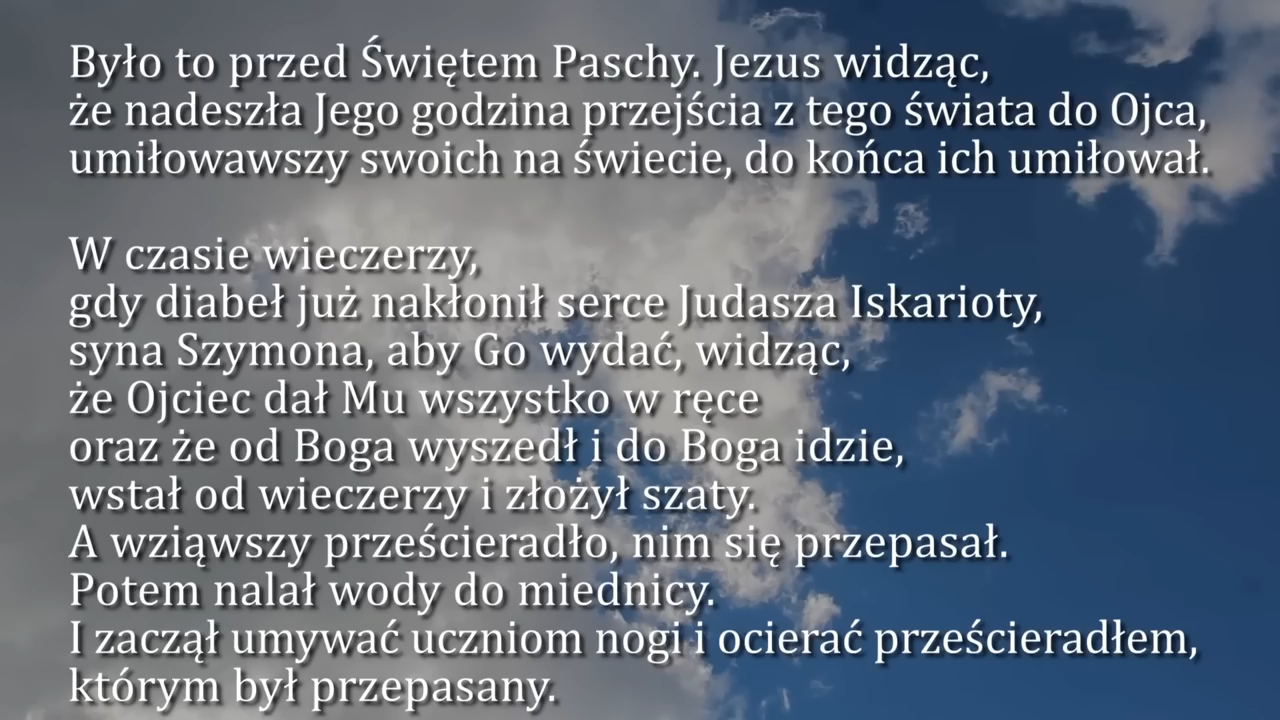 Było to przed Świętem Paschy. Jezus widząc,
że nadeszła Jego godzina przejścia z tego świata do Ojca,
umiłowawszy swoich na świecie, do końca ich umiłował.
W czasie wieczerzy,
gdy diabeł już nakłonił serce Judasza Iskarioty,
syna Szymona, aby Go wydać, widząc,
że Ojciec dał Mu wszystko w ręce
oraz że od Boga wyszedł i do Boga idzie,
wstał od wieczerzy i złożył szaty.
A wziąwszy prześcieradło, nim się przepasał.
Potem nalał wody do miednicy.
I zaczął umywać uczniom nogi i ocierać prześcieradłem,
którym był przepasany.